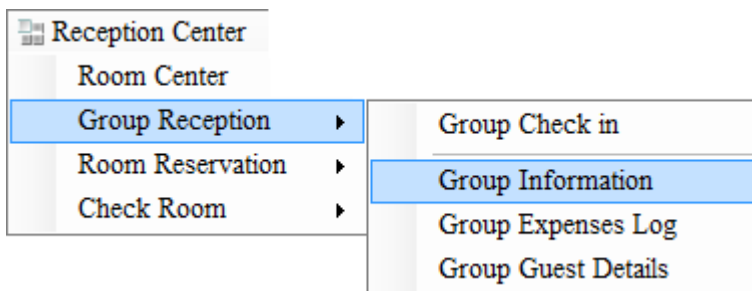 Reception Center
Room Center
Group Reception
Room Reservation
Check Room
Group Check in
Group Information
Group Expenses Log
Group Guest Details